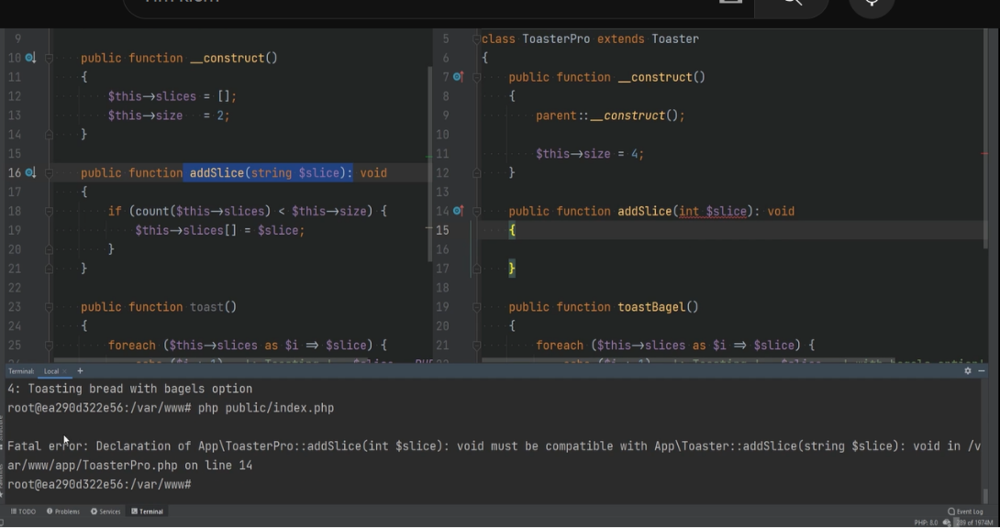 9
10 public function __construct()
11 {
12 $this->slices = [];
13 $this->size = 2;
14 }
15
16 public function addSlice(string $slice): void
17 {
18 if (count($this->slices) < $this->size) {
19 $this->slices[] = $slice;
20 }
21 }
22
23 public function toast()
24 {
25 foreach ($this->slices as $i => $slice) {
5 class ToasterPro extends Toaster
6 {
7 public function __construct()
8 {
9 parent::__construct();
10
11 $this->size = 4;
12 }
13
14 public function addSlice(int $slice): void
15 {
16
17 }
18
19 public function toastBagel()
20 {
21 foreach ($this->slices as $i => $slice) {
Terminal: Local × +
4: Toasting bread with bagels option
root@ea290d322e56:/var/www# php public/index.php
Fatal error: Declaration of App\ToasterPro::addSlice(int $slice): void must be compatible with App\Toaster::addSlice(string $slice): void in /v
ar/www/app/ToasterPro.php on line 14
root@ea290d322e56:/var/www#
TODO Problems Services Terminal Event Log
PHP: 8.0 of 1974M